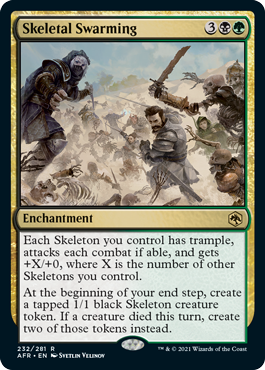 Skeletal Swarming 3
Enchantment
Each Skeleton you control has trample,
attacks each combat if able, and gets
+X/+0, where X is the number of other
Skeletons you control.
At the beginning of your end step, create
a tapped 1/1 black Skeleton creature
token. If a creature died this turn, create
two of those tokens instead.
232/281 R
AFR • EN Svetlin Velinov
™ & © 2021 Wizards of the Coast